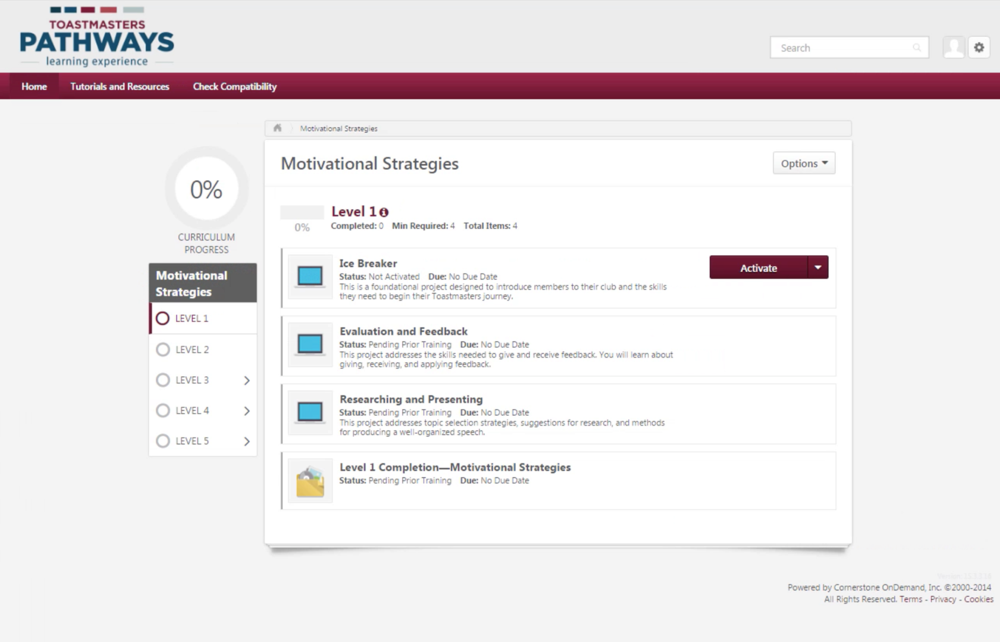 TOASTMASTERS
PATHWAYS
learning experience
Search
Home Tutorials and Resources Check Compatibility
Motivational Strategies
Motivational Strategies
Options
0%
CURRICULUM
PROGRESS
Motivational
Strategies
LEVEL 1
LEVEL 2
LEVEL 3
LEVEL 4
LEVEL 5
Level 1
0%
Completed: 0 Min Required: 4 Total Items: 4
Ice Breaker
Status: Not Activated Due: No Due Date
This is a foundational project designed to introduce members to their club and the skills
they need to begin their Toastmasters journey.
Activate
Evaluation and Feedback
Status: Pending Prior Training Due: No Due Date
This project addresses the skills needed to give and receive feedback. You will learn about
giving, receiving, and applying feedback.
Researching and Presenting
Status: Pending Prior Training Due: No Due Date
This project addresses topic selection strategies, suggestions for research, and methods
for producing a well-organized speech.
Level 1 Completion—Motivational Strategies
Status: Pending Prior Training Due: No Due Date
Powered by Cornerstone OnDemand, Inc. ©2000-2014
All Rights Reserved. Terms - Privacy - Cookies